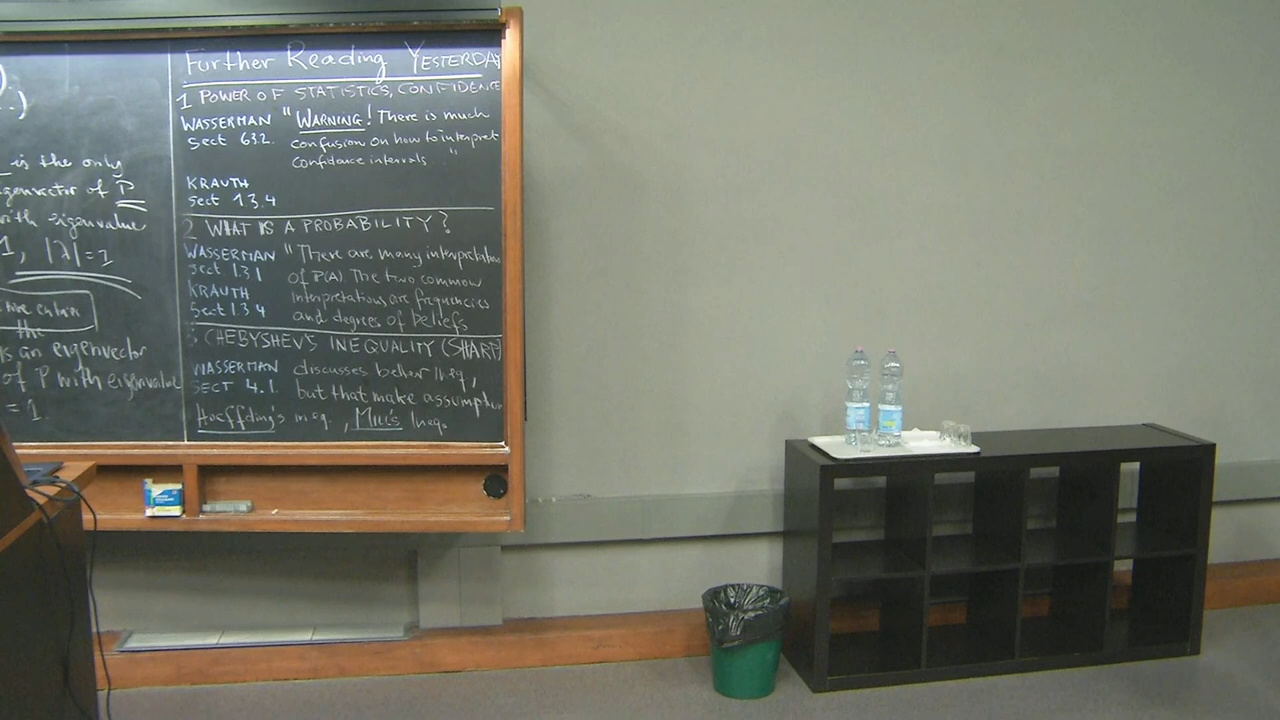 is the only
genvector of P
with eigenvalue
1, |λ|=1
the
is an eigenvector
of P with eigenvalue
= 1.
Further Reading YESTERDAY
1 POWER OF STATISTICS, CONFIDENCE
WASSERMAN "WARNING! There is much
Sect 6.3.2. confusion on how to interpret
confidence intervals..."
KRAUTH
Sect 1.3.4
2 WHAT IS A PROBABILITY?
WASSERMAN "There are many interpretations
Sect 1.3.1 of P(A). The two common
KRAUTH interpretations are frequencies
Sect 1.3.4 and degrees of beliefs
3 CHEBYSHEV'S INEQUALITY (SHARP)
WASSERMAN discusses better ineq,
SECT 4.1. but that make assumption
Hoeffding's ineq., Mill's Ineq.